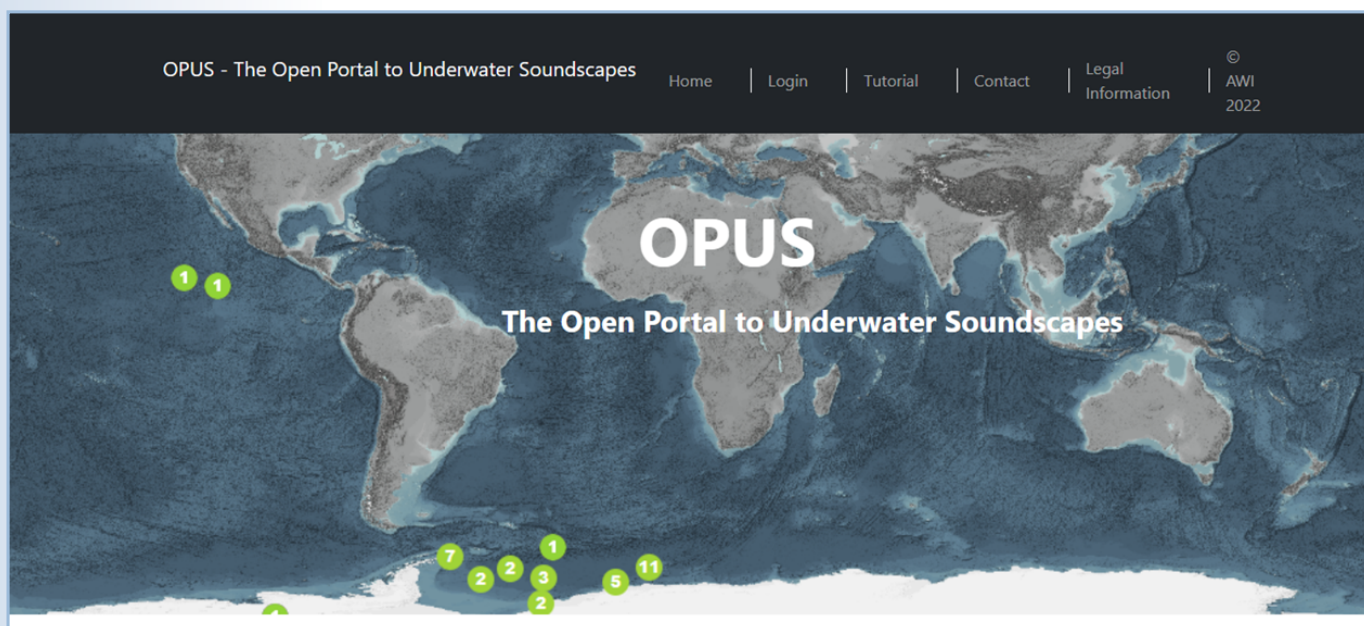 OPUS - The Open Portal to Underwater Soundscapes
Home
Login
Tutorial
Contact
Legal
Information
©
AWI
2022
OPUS
The Open Portal to Underwater Soundscapes
1
1
7
2
2
1
3
2
5
11